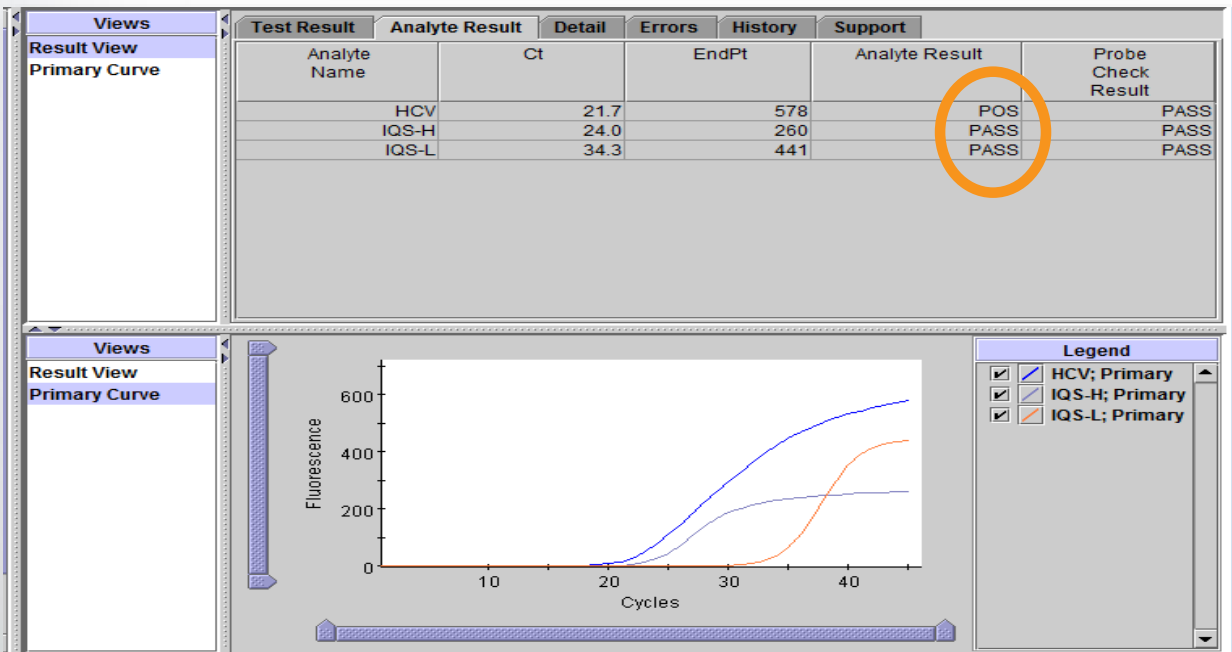 Views
Result View
Primary Curve
Test Result Analyte Result Detail Errors History Support
Analyte Name Ct EndPt Analyte Result Probe Check Result
HCV 21.7 578 POS PASS
IQS-H 24.0 260 PASS PASS
IQS-L 34.3 441 PASS PASS
Views
Result View
Primary Curve
Fluorescence
600
400
200
0
10 20 30 40
Cycles
Legend
HCV; Primary
IQS-H; Primary
IQS-L; Primary